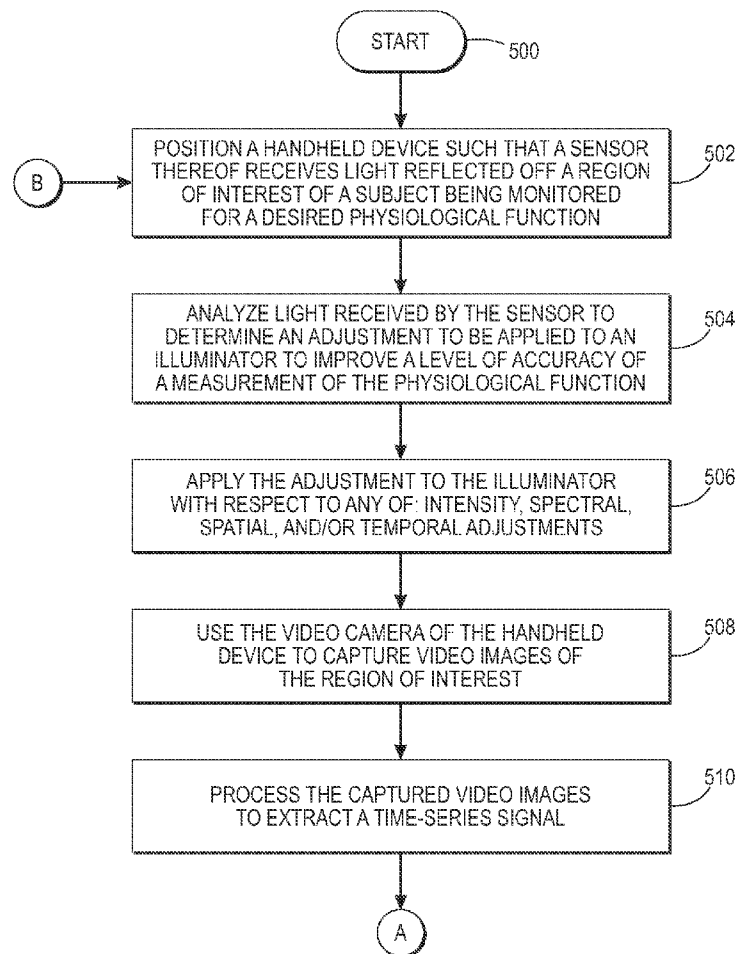 START
500
POSITION A HANDHELD DEVICE SUCH THAT A SENSOR
THEREOF RECEIVES LIGHT REFLECTED OFF A REGION
OF INTEREST OF A SUBJECT BEING MONITORED
FOR A DESIRED PHYSIOLOGICAL FUNCTION
502
B
ANALYZE LIGHT RECEIVED BY THE SENSOR TO
DETERMINE AN ADJUSTMENT TO BE APPLIED TO AN
ILLUMINATOR TO IMPROVE A LEVEL OF ACCURACY OF
A MEASUREMENT OF THE PHYSIOLOGICAL FUNCTION
504
APPLY THE ADJUSTMENT TO THE ILLUMINATOR
WITH RESPECT TO ANY OF: INTENSITY, SPECTRAL,
SPATIAL, AND/OR TEMPORAL ADJUSTMENTS
506
USE THE VIDEO CAMERA OF THE HANDHELD
DEVICE TO CAPTURE VIDEO IMAGES OF
THE REGION OF INTEREST
508
PROCESS THE CAPTURED VIDEO IMAGES
TO EXTRACT A TIME-SERIES SIGNAL
510
A